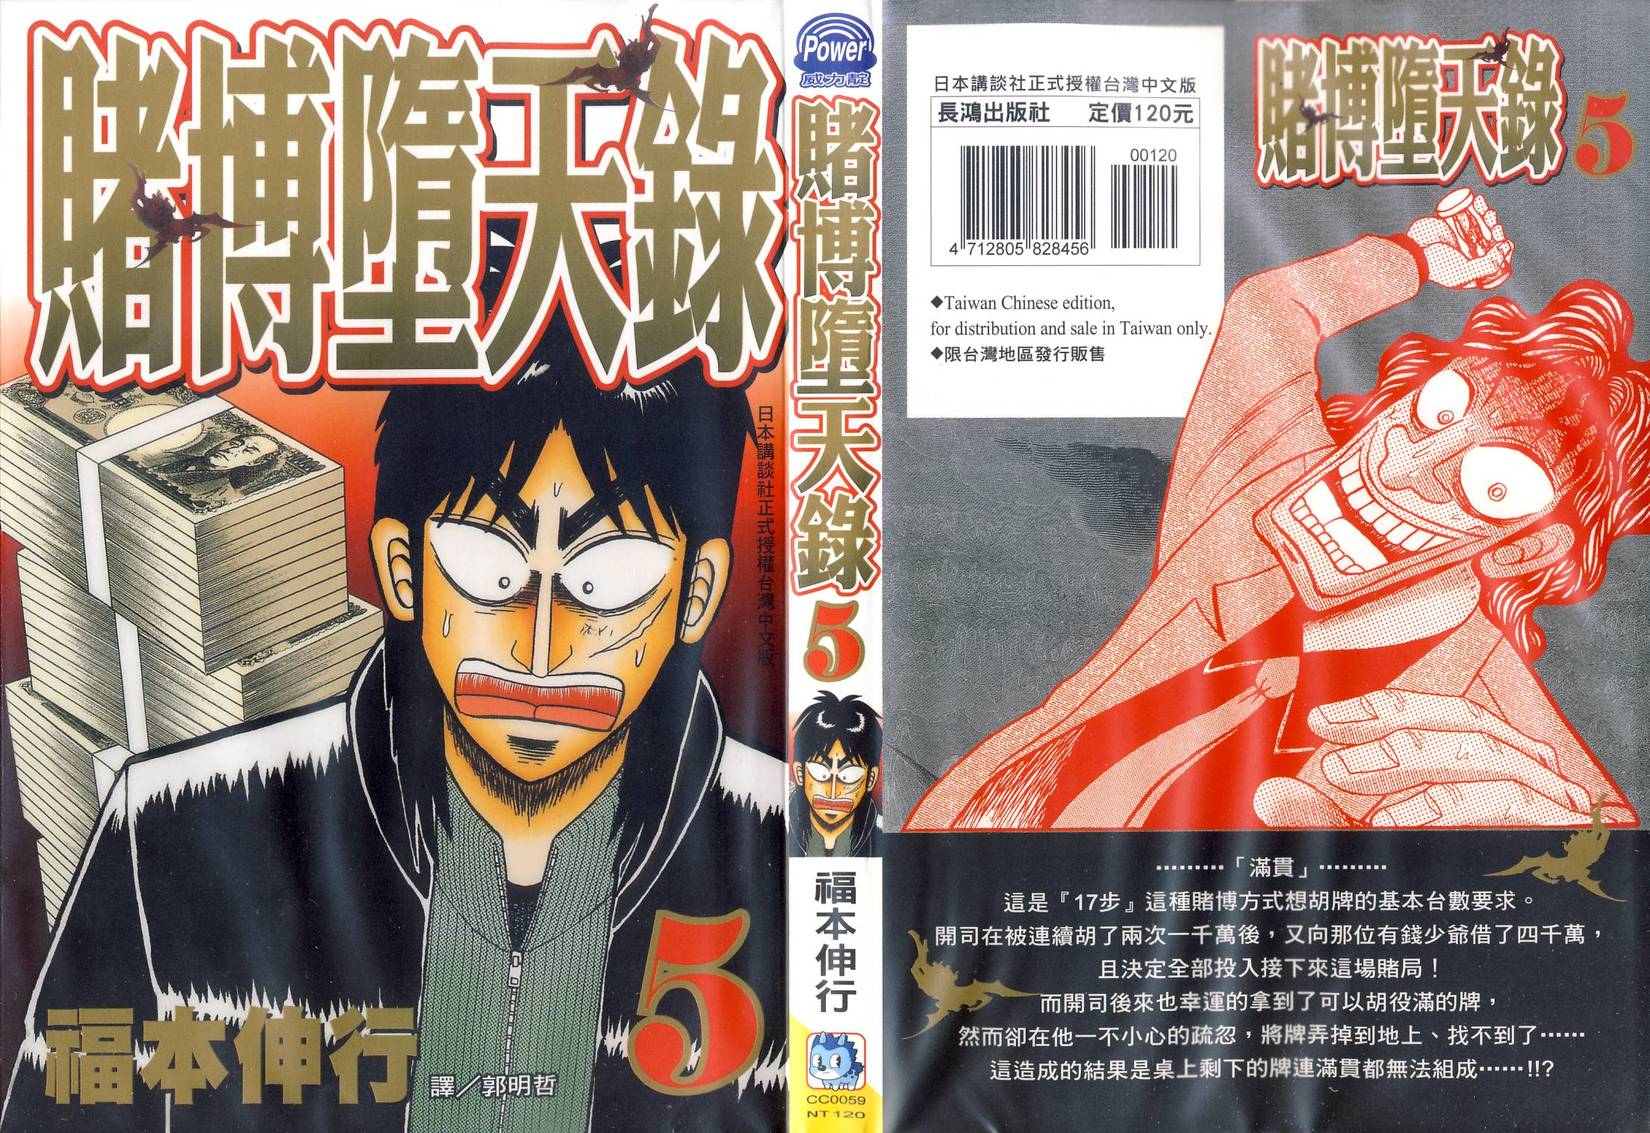 賭博墮天錄
日本講談社正式授權台灣中文版
5
福本伸行
譯／郭明哲
Power
威力龍
賭博墮天錄
5
福本伸行
CC0059
NT 120
日本講談社正式授權台灣中文版
長鴻出版社 定價120元
00120
4 712805 828456
◆Taiwan Chinese edition,
for distribution and sale in Taiwan only.
◆限台灣地區發行販售
賭博墮天錄 5
………「滿貫」………
這是『17步』這種賭博方式想胡牌的基本台數要求。
開司在被連續胡了兩次一千萬後，又向那位有錢少爺借了四千萬，
且決定全部投入接下來這場賭局！
而開司後來也幸運的拿到了可以胡役滿的牌，
然而卻在他一不小心的疏忽，將牌弄掉到地上、找不到了……
這造成的結果是桌上剩下的牌連滿貫都無法組成……!!?